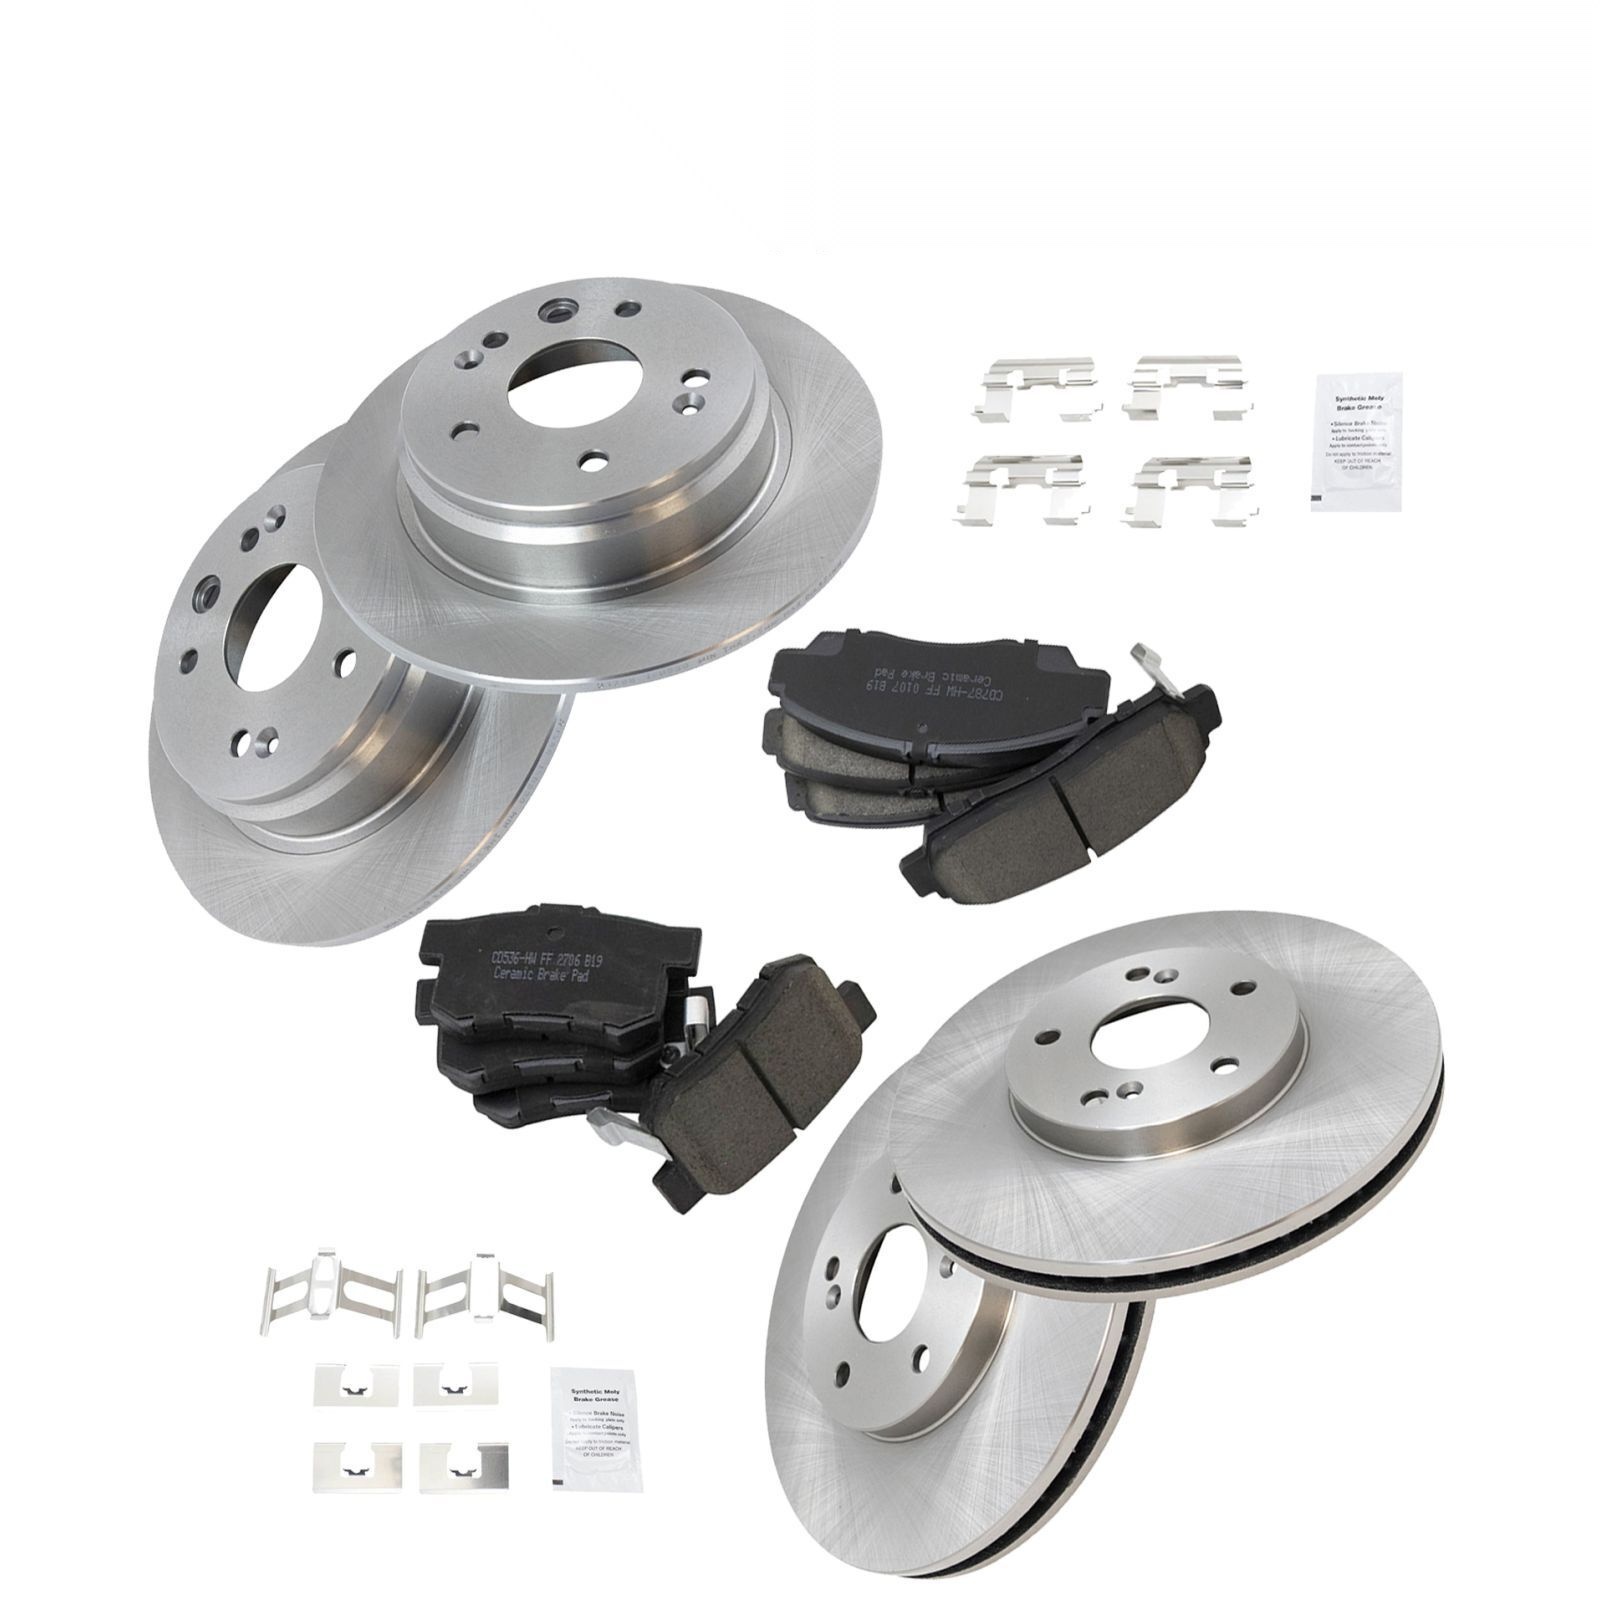 Synthetic Moly
Brake Grease
• Silence Brake Noise
Apply to backing plate only
• Lubricate Calipers
Apply to contact points only
Do not apply to friction material
KEEP OUT OF REACH
OF CHILDREN
CD787-HW FF 0107 B19
Ceramic Brake Pad
CD536-HW FF 2706 B19
Ceramic Brake Pad
Synthetic Moly
Brake Grease
• Silence Brake Noise
Apply to backing plate only
• Lubricate Calipers
Apply to contact points only
Do not apply to friction material
KEEP OUT OF REACH
OF CHILDREN